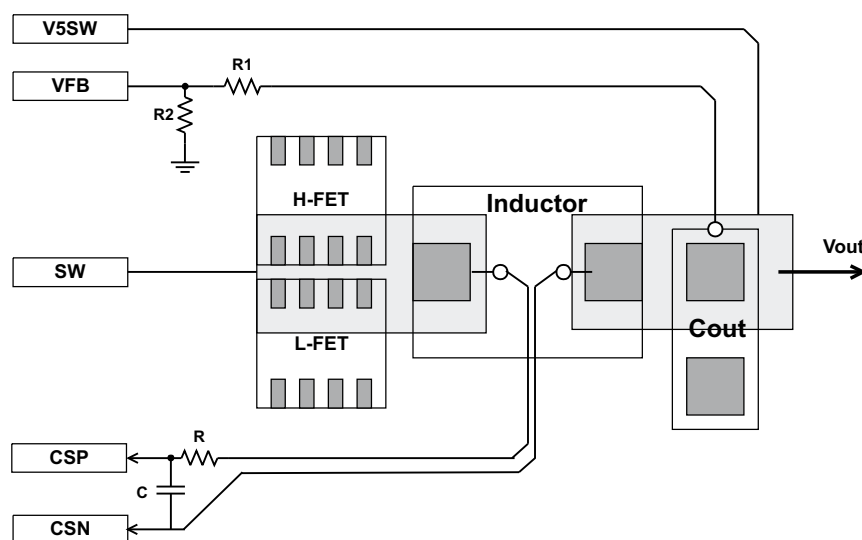 V5SW
R1
VFB
R2
H-FET
Inductor
SW
Vout
L-FET
Cout
R
CSP
C
CSN